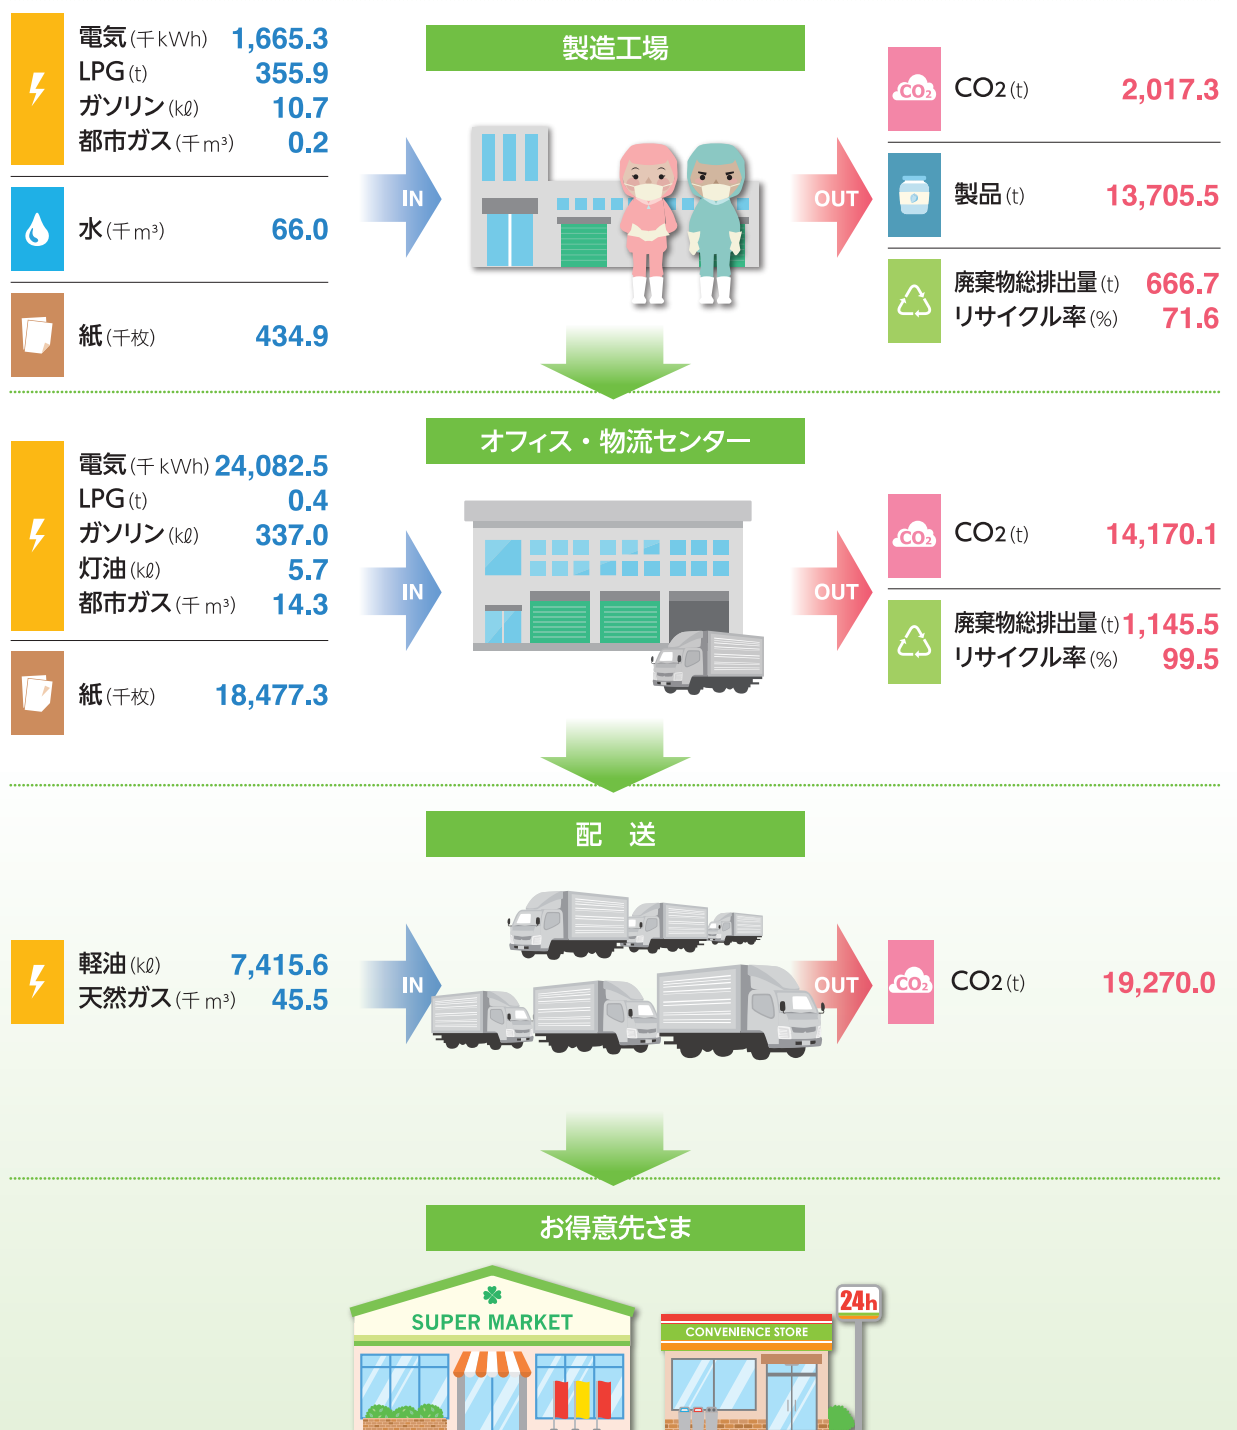 製造工場
電気(千kWh) 1,665.3
LPG(t) 355.9
ガソリン(kℓ) 10.7
都市ガス(千m³) 0.2
水(千m³) 66.0
紙(千枚) 434.9
IN
OUT
CO₂
CO2(t) 2,017.3
製品(t) 13,705.5
廃棄物総排出量(t) 666.7
リサイクル率(%) 71.6
オフィス・物流センター
電気(千kWh) 24,082.5
LPG(t) 0.4
ガソリン(kℓ) 337.0
灯油(kℓ) 5.7
都市ガス(千m³) 14.3
紙(千枚) 18,477.3
IN
OUT
CO₂
CO2(t) 14,170.1
廃棄物総排出量(t) 1,145.5
リサイクル率(%) 99.5
配 送
軽油(kℓ) 7,415.6
天然ガス(千m³) 45.5
IN
OUT
CO₂
CO2(t) 19,270.0
お得意先さま
SUPER MARKET
24h
CONVENIENCE STORE